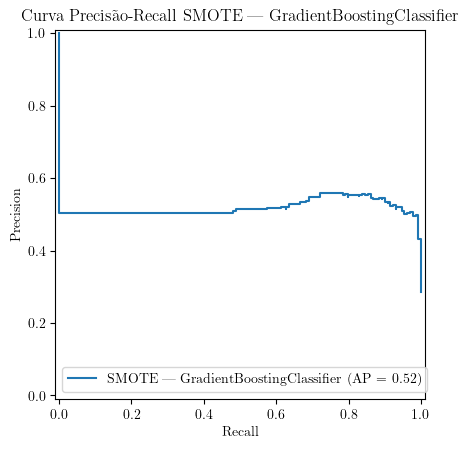 Curva Precisão-Recall SMOTE — GradientBoostingClassifier
1.0
0.8
0.6
0.4
0.2
0.0
Precision
SMOTE — GradientBoostingClassifier (AP = 0.52)
0.0 0.2 0.4 0.6 0.8 1.0
Recall